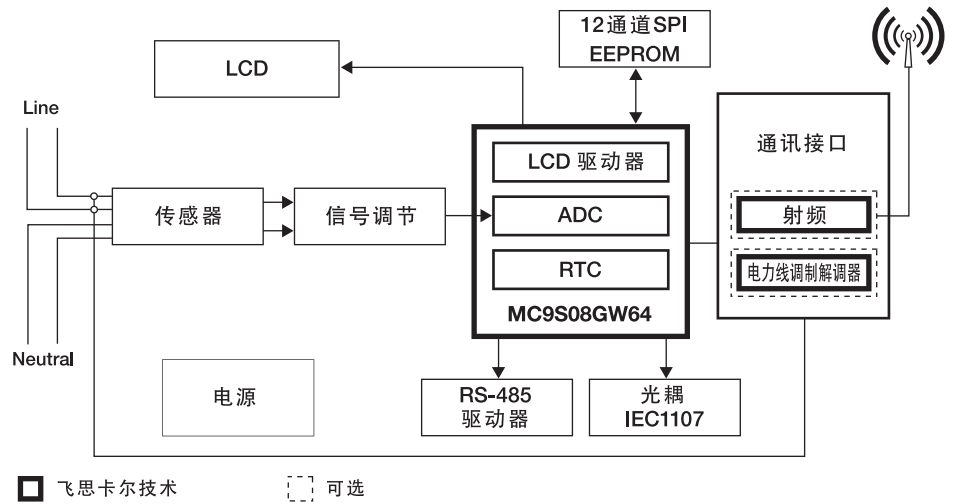 12通道SPI
EEPROM
LCD
Line
通讯接口
LCD 驱动器
传感器
信号调节
ADC
射频
RTC
电力线调制解调器
MC9S08GW64
Neutral
电源
RS-485
驱动器
光耦
IEC1107
飞思卡尔技术
可选